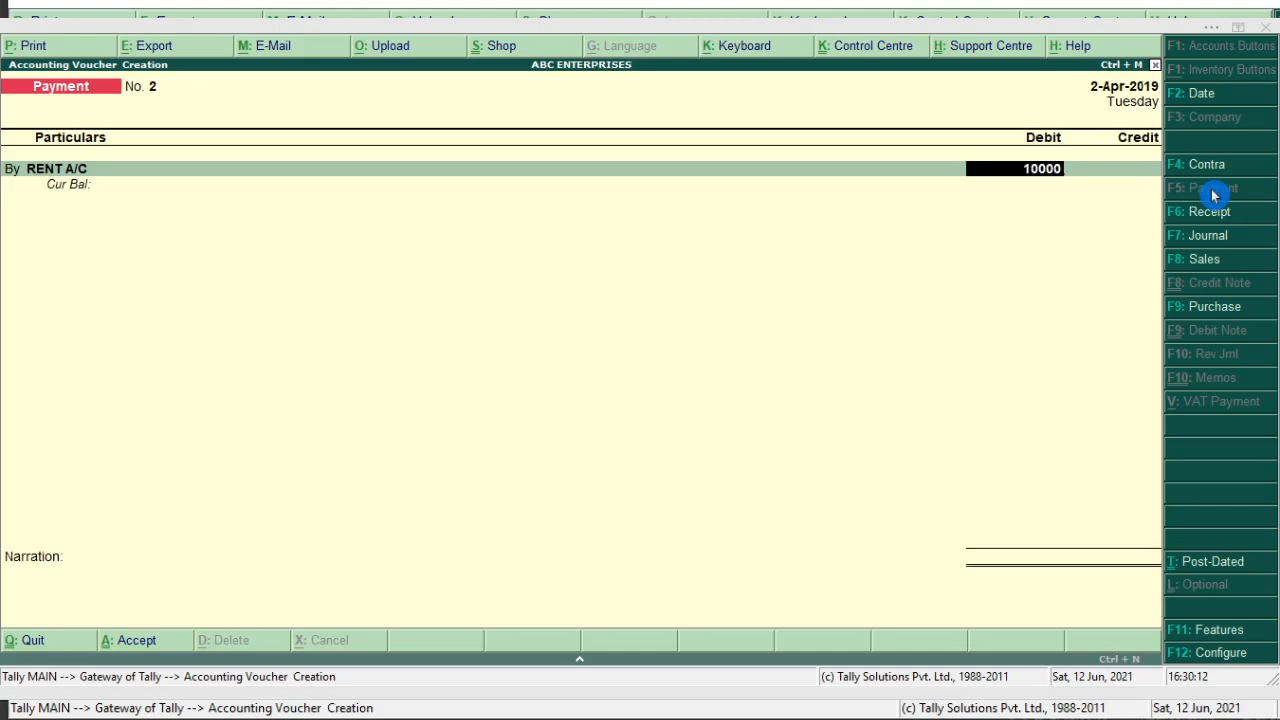 P: Print E: Export M: E-Mail O: Upload S: Shop G: Language K: Keyboard K: Control Centre H: Support Centre H: Help
F1: Accounts Buttons
Accounting Voucher Creation ABC ENTERPRISES Ctrl + M
F1: Inventory Buttons
Payment No. 2 2-Apr-2019
F2: Date
Tuesday
F3: Company
Particulars Debit Credit
F4: Contra
By RENT A/C 10000
Cur Bal:
F5:
F6: Receipt
F7: Journal
F8: Sales
F8: Credit Note
F9: Purchase
F9: Debit Note
F10: Rev Jrnl
F10: Memos
V: VAT Payment
Narration:
T: Post-Dated
L: Optional
F11: Features
Q: Quit A: Accept D: Delete X: Cancel
F12: Configure
Ctrl + N
Tally MAIN --> Gateway of Tally --> Accounting Voucher Creation (c) Tally Solutions Pvt. Ltd., 1988-2011 Sat, 12 Jun, 2021 16:30:12
Tally MAIN --> Gateway of Tally --> Accounting Voucher Creation (c) Tally Solutions Pvt. Ltd., 1988-2011 Sat, 12 Jun, 2021